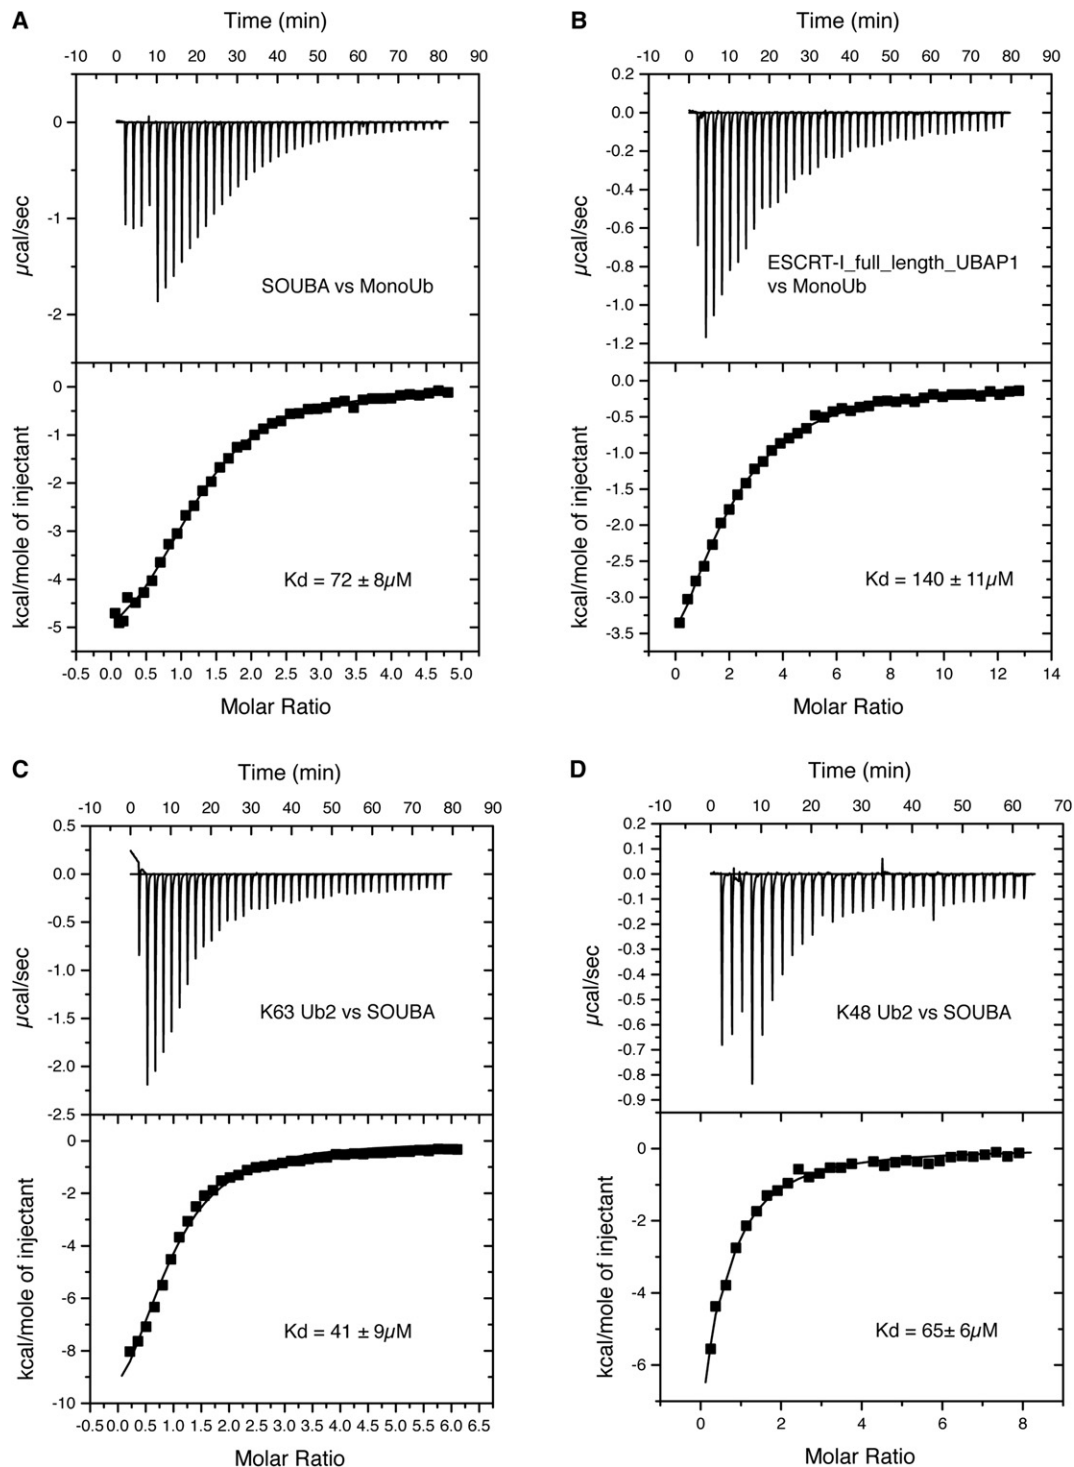 A
Time (min)
-10 0 10 20 30 40 50 60 70 80 90
0
-1
-2
µcal/sec
SOUBA vs MonoUb
0
-1
-2
-3
-4
-5
kcal/mole of injectant
Kd = 72 ± 8µM
-0.5 0.0 0.5 1.0 1.5 2.0 2.5 3.0 3.5 4.0 4.5 5.0
Molar Ratio
B
Time (min)
-10 0 10 20 30 40 50 60 70 80 90
0.2
0.0
-0.2
-0.4
-0.6
-0.8
-1.0
-1.2
µcal/sec
ESCRT-I_full_length_UBAP1
vs MonoUb
0.0
-0.5
-1.0
-1.5
-2.0
-2.5
-3.0
-3.5
kcal/mole of injectant
Kd = 140 ± 11µM
0 2 4 6 8 10 12 14
Molar Ratio
C
Time (min)
-10 0 10 20 30 40 50 60 70 80 90
0.5
0.0
-0.5
-1.0
-1.5
-2.0
-2.5
µcal/sec
K63 Ub2 vs SOUBA
0
-2
-4
-6
-8
-10
kcal/mole of injectant
Kd = 41 ± 9µM
-0.5 0.0 0.5 1.0 1.5 2.0 2.5 3.0 3.5 4.0 4.5 5.0 5.5 6.0 6.5
Molar Ratio
D
Time (min)
-10 0 10 20 30 40 50 60 70
0.2
0.1
0.0
-0.1
-0.2
-0.3
-0.4
-0.5
-0.6
-0.7
-0.8
-0.9
µcal/sec
K48 Ub2 vs SOUBA
0
-2
-4
-6
kcal/mole of injectant
Kd = 65± 6µM
0 2 4 6 8
Molar Ratio